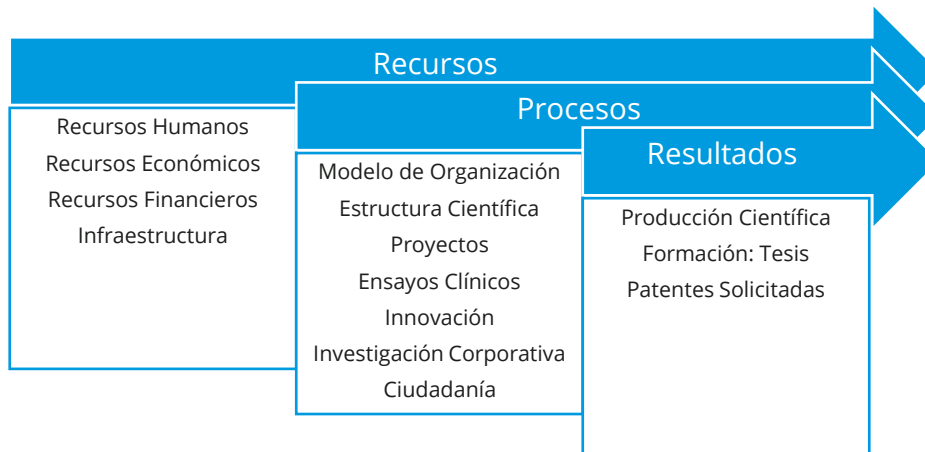 Recursos
Recursos Humanos
Recursos Económicos
Recursos Financieros
Infraestructura
Procesos
Modelo de Organización
Estructura Científica
Proyectos
Ensayos Clínicos
Innovación
Investigación Corporativa
Ciudadanía
Resultados
Producción Científica
Formación: Tesis
Patentes Solicitadas